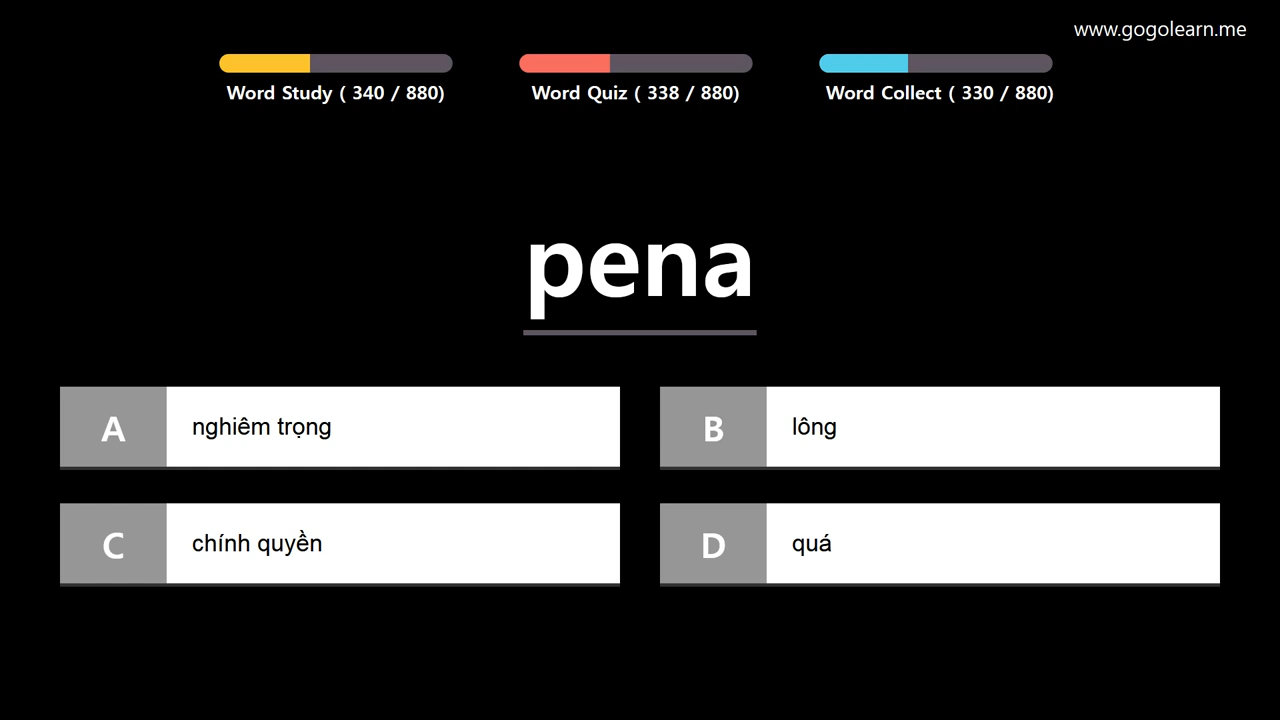 www.gogolearn.me
Word Study ( 340 / 880)
Word Quiz ( 338 / 880)
Word Collect ( 330 / 880)
pena
A nghiêm trọng
B lông
C chính quyền
D quá